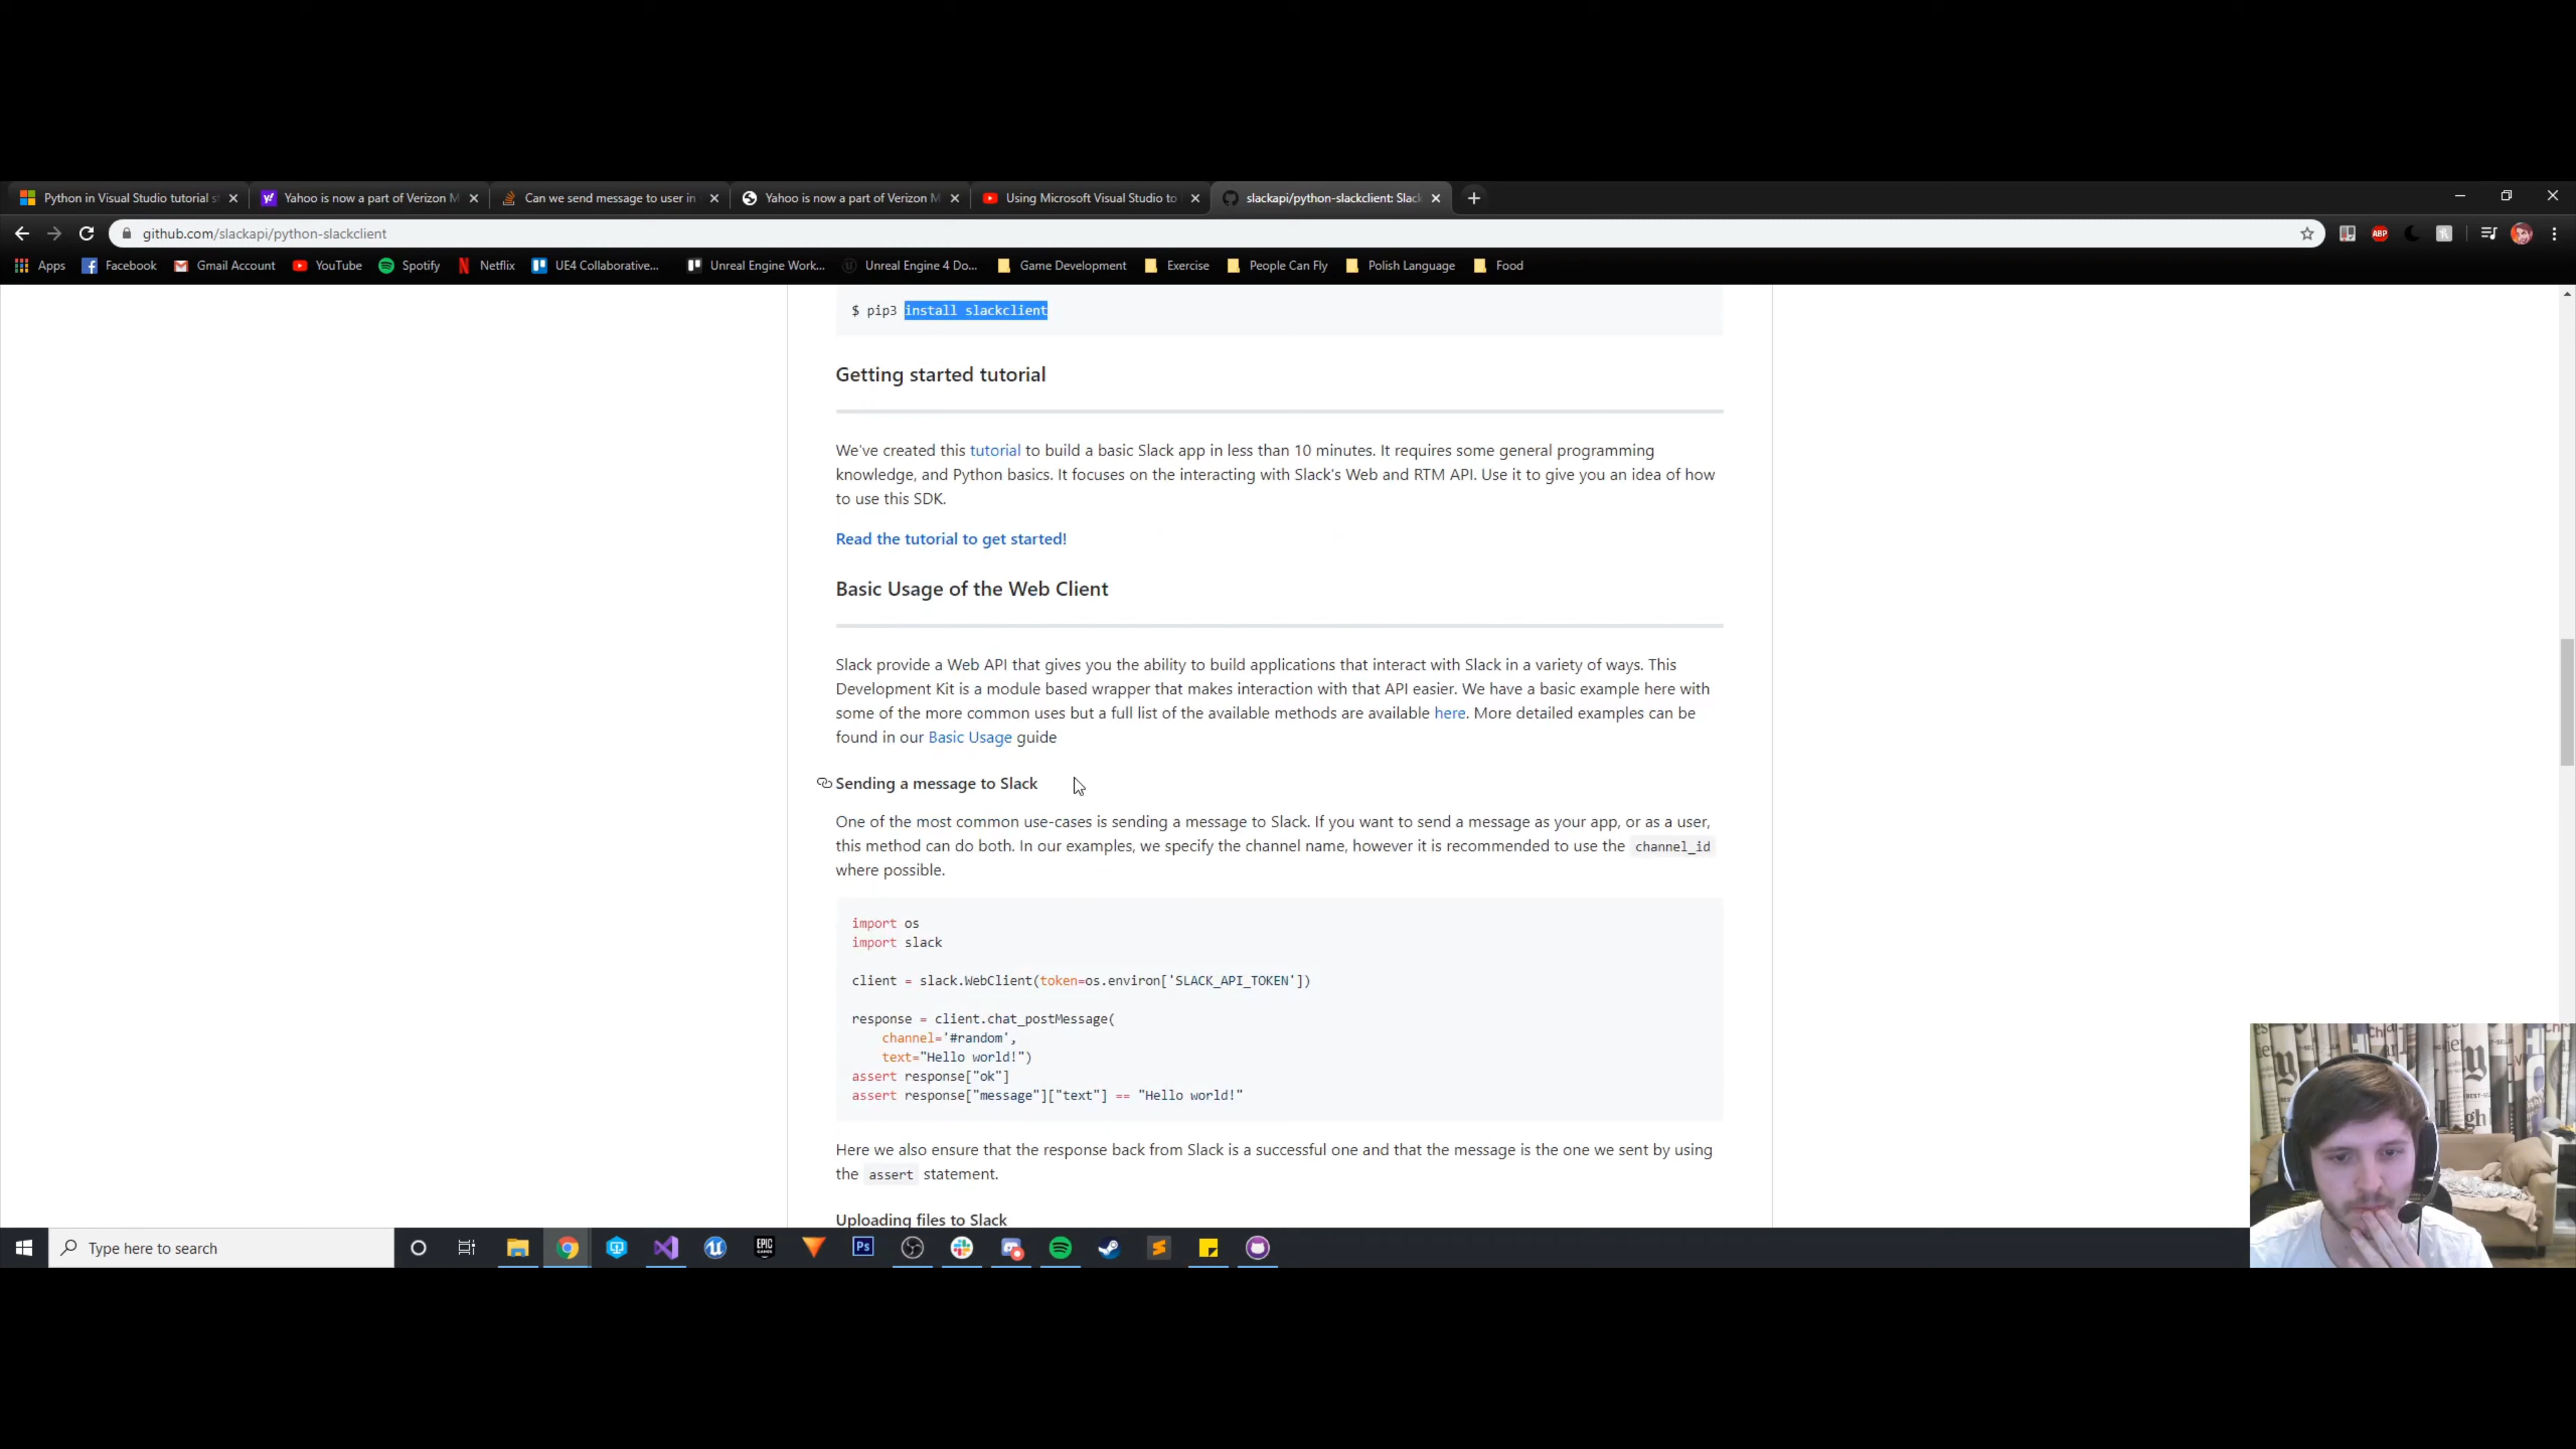 Python in Visual Studio tutorial s
Yahoo is now a part of Verizon M
Can we send message to user in
Yahoo is now a part of Verizon M
Using Microsoft Visual Studio to
slackapi/python-slackclient: Slack
github.com/slackapi/python-slackclient
ABP
Apps
Facebook
Gmail Account
YouTube
Spotify
Netflix
UE4 Collaborative...
Unreal Engine Work...
Unreal Engine 4 Do...
Game Development
Exercise
People Can Fly
Polish Language
Food
$ pip3 install slackclient
Getting started tutorial
We've created this tutorial to build a basic Slack app in less than 10 minutes. It requires some general programming
knowledge, and Python basics. It focuses on the interacting with Slack's Web and RTM API. Use it to give you an idea of how
to use this SDK.
Read the tutorial to get started!
Basic Usage of the Web Client
Slack provide a Web API that gives you the ability to build applications that interact with Slack in a variety of ways. This
Development Kit is a module based wrapper that makes interaction with that API easier. We have a basic example here with
some of the more common uses but a full list of the available methods are available here. More detailed examples can be
found in our Basic Usage guide
Sending a message to Slack
One of the most common use-cases is sending a message to Slack. If you want to send a message as your app, or as a user,
this method can do both. In our examples, we specify the channel name, however it is recommended to use the channel_id
where possible.
import os
import slack
client = slack.WebClient(token=os.environ['SLACK_API_TOKEN'])
response = client.chat_postMessage(
channel='#random',
text="Hello world!")
assert response["ok"]
assert response["message"]["text"] == "Hello world!"
Here we also ensure that the response back from Slack is a successful one and that the message is the one we sent by using
the assert statement.
Uploading files to Slack
Type here to search
EPIC
GAMES
Ps